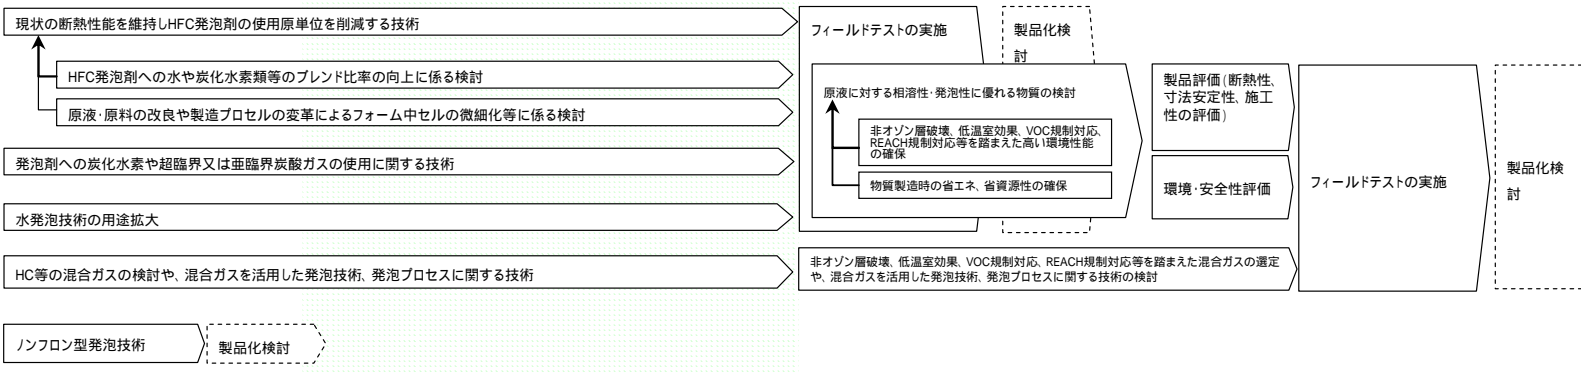 現状の断熱性能を維持しHFC発泡剤の使用原単位を削減する技術
HFC発泡剤への水や炭化水素類等のブレンド比率の向上に係る検討
原液･原料の改良や製造プロセルの変革によるフォーム中セルの微細化等に係る検討
発泡剤への炭化水素や超臨界又は亜臨界炭酸ガスの使用に関する技術
水発泡技術の用途拡大
HC等の混合ガスの検討や、混合ガスを活用した発泡技術、発泡プロセスに関する技術
ノンフロン型発泡技術
製品化検討
フィールドテストの実施
製品化検
討
原液に対する相溶性･発泡性に優れる物質の検討
非オゾン層破壊、低温室効果、VOC規制対応、
REACH規制対応等を踏まえた高い環境性能
の確保
物質製造時の省エネ、省資源性の確保
非オゾン層破壊、低温室効果、VOC規制対応、REACH規制対応等を踏まえた混合ガスの選定
や、混合ガスを活用した発泡技術、発泡プロセスに関する技術の検討
製品評価(断熱性、
寸法安定性、施工
性の評価)
環境･安全性評価
フィールドテストの実施
製品化検
討